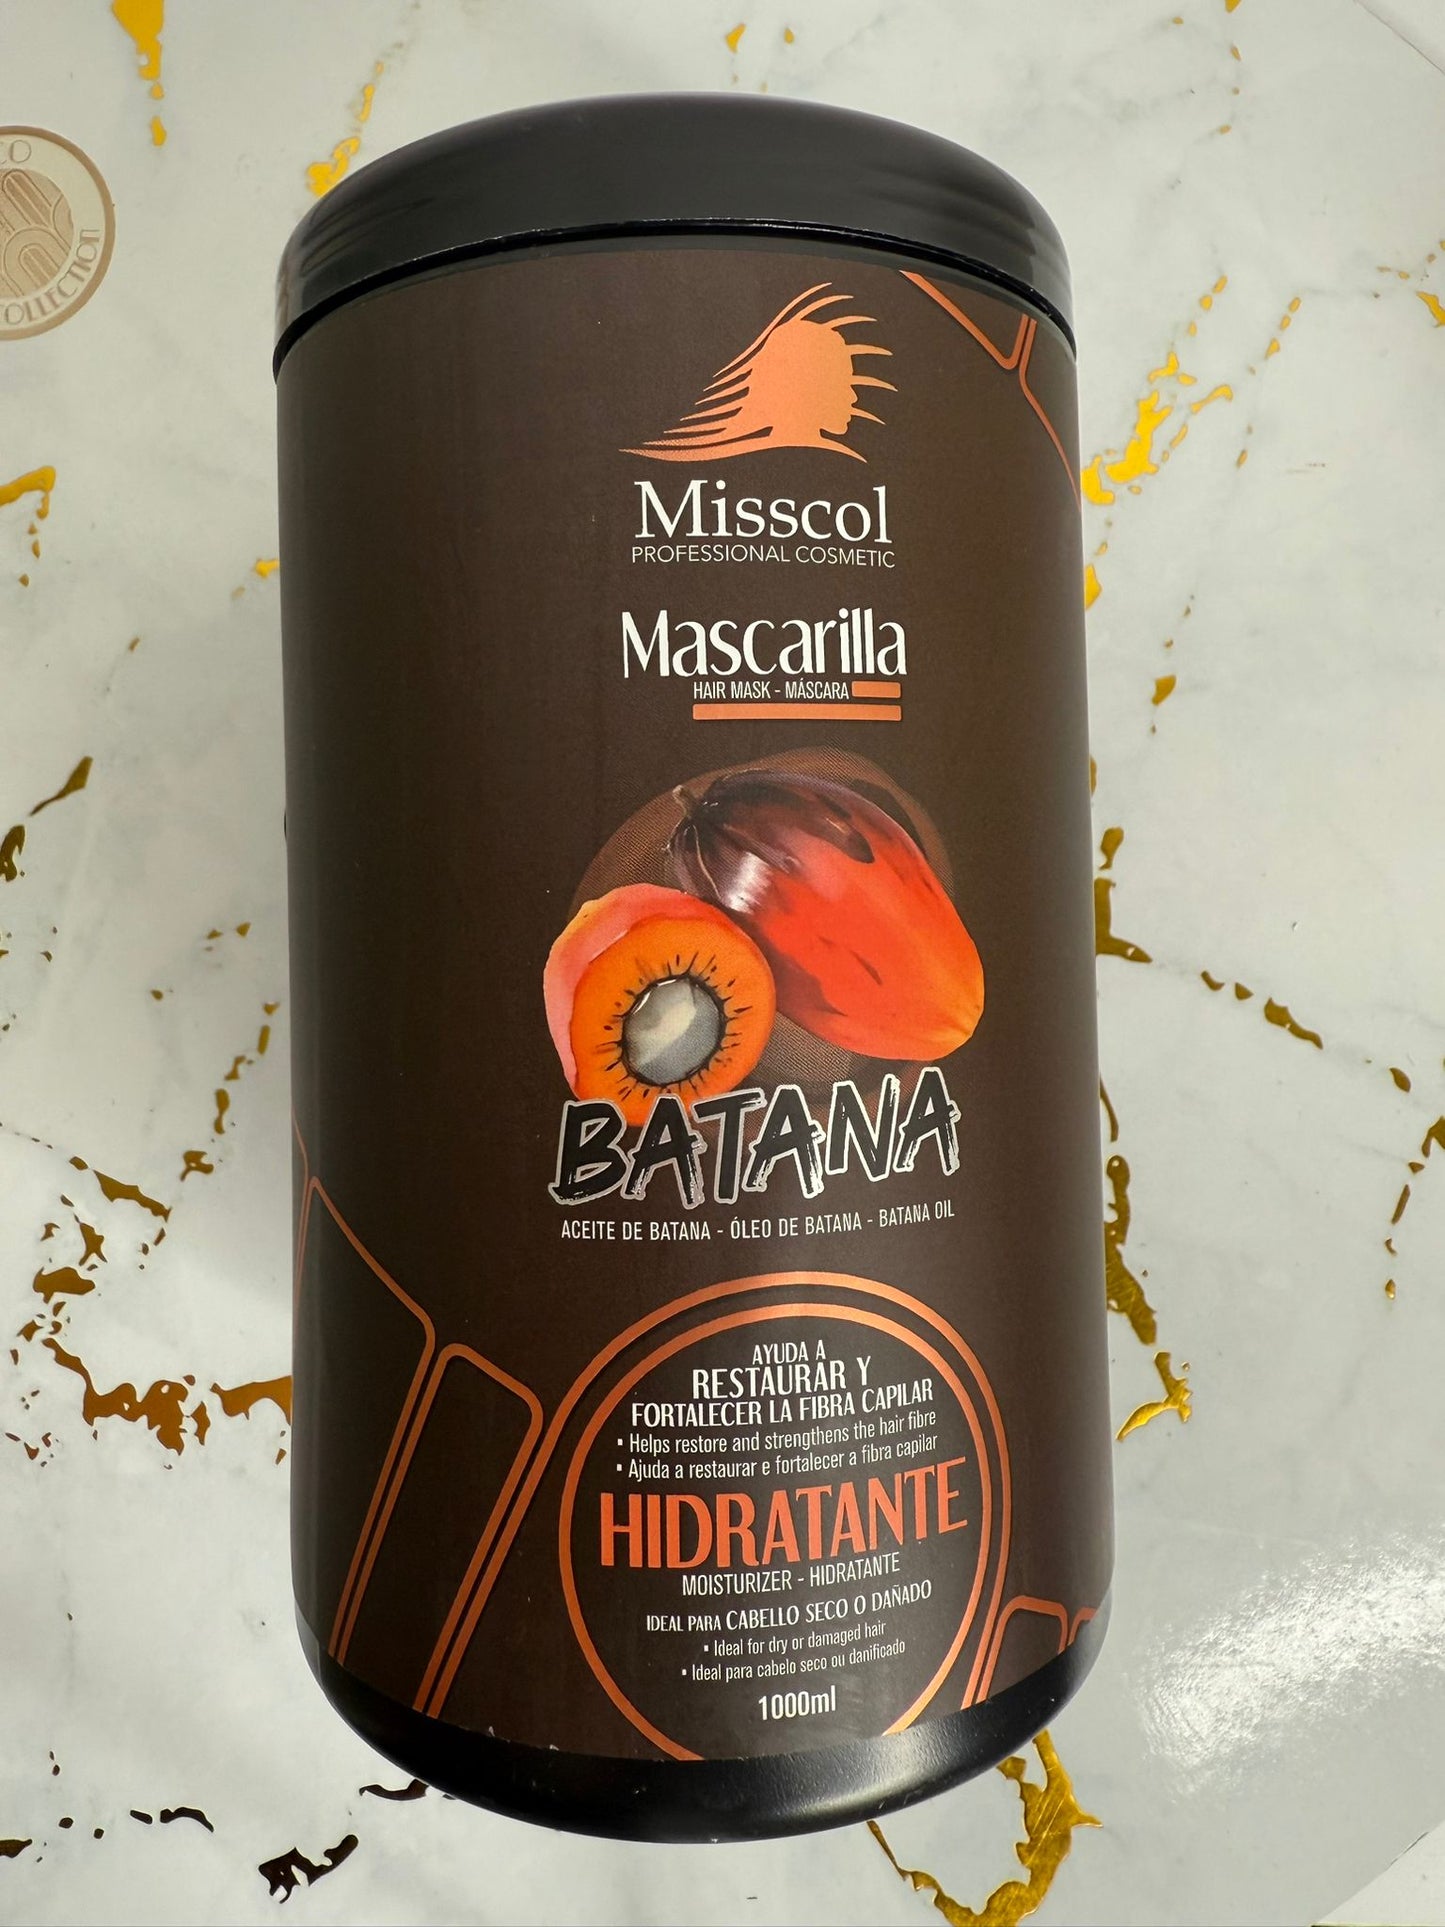 Misscol
PROFESSIONAL COSMETIC
Mascarilla
HAIR MASK - MÁSCARA
BATANA
ACEITE DE BATANA - ÓLEO DE BATANA - BATANA OIL
AYUDA A
RESTAURAR Y
FORTALECER LA FIBRA CAPILAR
• Helps restore and strengthens the hair fibre
• Ajuda a restaurar e fortalecer a fibra capilar
HIDRATANTE
MOISTURIZER - HIDRATANTE
IDEAL PARA CABELLO SECO O DAÑADO
• Ideal for dry or damaged hair
• Ideal para cabelo seco ou danificado
1000ml